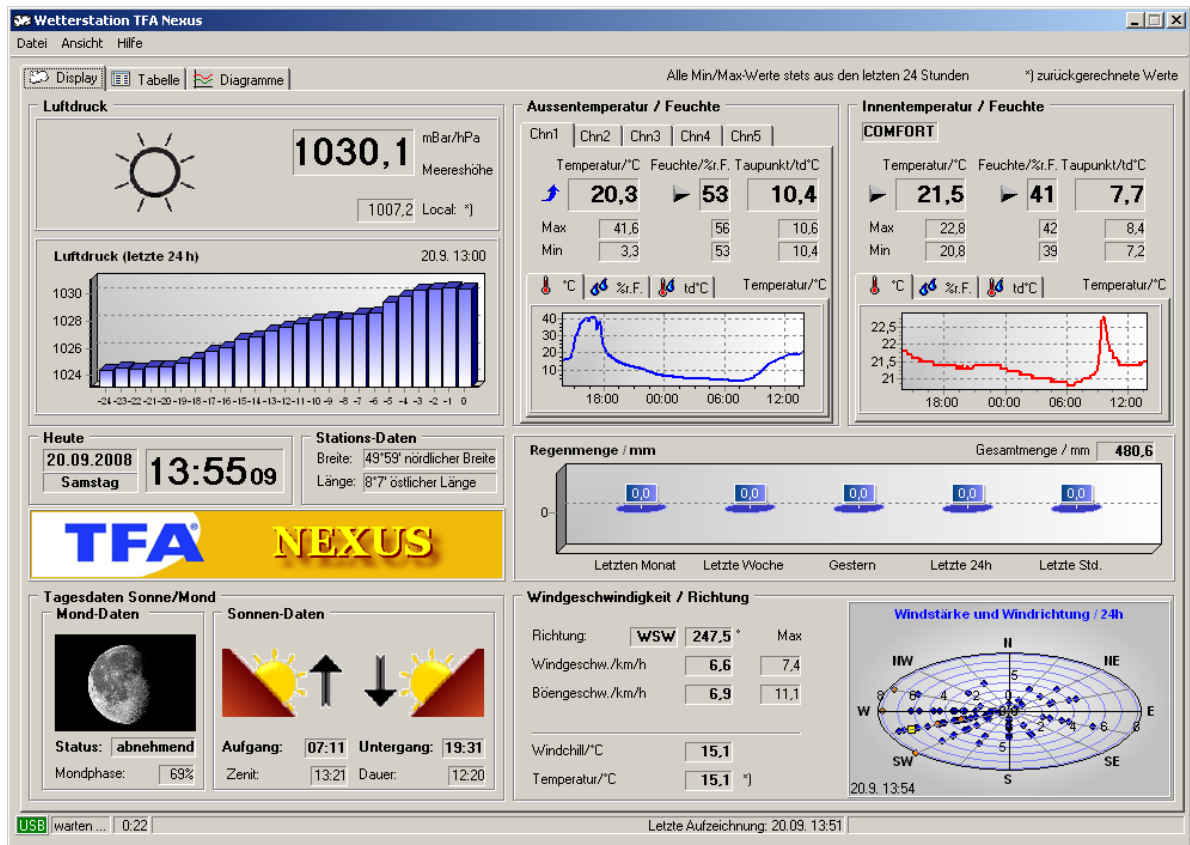 Wetterstation TFA Nexus
Datei Ansicht Hilfe
Display Tabelle Diagramme
Alle Min/Max-Werte stets aus den letzten 24 Stunden *) zurückgerechnete Werte
Luftdruck
1030,1 mBar/hPa
Meereshöhe
1007,2 Local: *)
Luftdruck (letzte 24 h) 20.9. 13:00
1030
1028
1026
1024
-24 -23 -22 -21 -20 -19 -18 -17 -16 -15 -14 -13 -12 -11 -10 -9 -8 -7 -6 -5 -4 -3 -2 -1 0
Aussentemperatur / Feuchte
Chn1 Chn2 Chn3 Chn4 Chn5
Temperatur/°C Feuchte/%r.F. Taupunkt/td°C
20,3 53 10,4
Max 41,6 56 10,6
Min 3,3 53 10,4
°C %r.F. td°C Temperatur/°C
40
30
20
10
18:00 00:00 06:00 12:00
Innentemperatur / Feuchte
COMFORT
Temperatur/°C Feuchte/%r.F. Taupunkt/td°C
21,5 41 7,7
Max 22,8 42 8,4
Min 20,8 39 7,2
°C %r.F. td°C Temperatur/°C
22,5
22
21,5
21
18:00 00:00 06:00 12:00
Heute
20.09.2008
Samstag
13:55 09
Stations-Daten
Breite: 49°59' nördlicher Breite
Länge: 8°7' östlicher Länge
TFA NEXUS
Regenmenge / mm Gesamtmenge / mm 480,6
0
0,0 0,0 0,0 0,0 0,0
Letzten Monat Letzte Woche Gestern Letzte 24h Letzte Std.
Tagesdaten Sonne/Mond
Mond-Daten
Status: abnehmend
Mondphase: 69%
Sonnen-Daten
Aufgang: 07:11 Untergang: 19:31
Zenit: 13:21 Dauer: 12:20
Windgeschwindigkeit / Richtung
Richtung: WSW 247,5 ° Max
Windgeschw./km/h 6,6 7,4
Böengeschw./km/h 6,9 11,1
Windchill/°C 15,1
Temperatur/°C 15,1 *)
Windstärke und Windrichtung / 24h
N
NW NE
5
8 6 4 2 0
W E
2 4 6 8
5
SW SE
S
20.9. 13:54
USB warten ... 0:22 Letzte Aufzeichnung: 20.09. 13:51